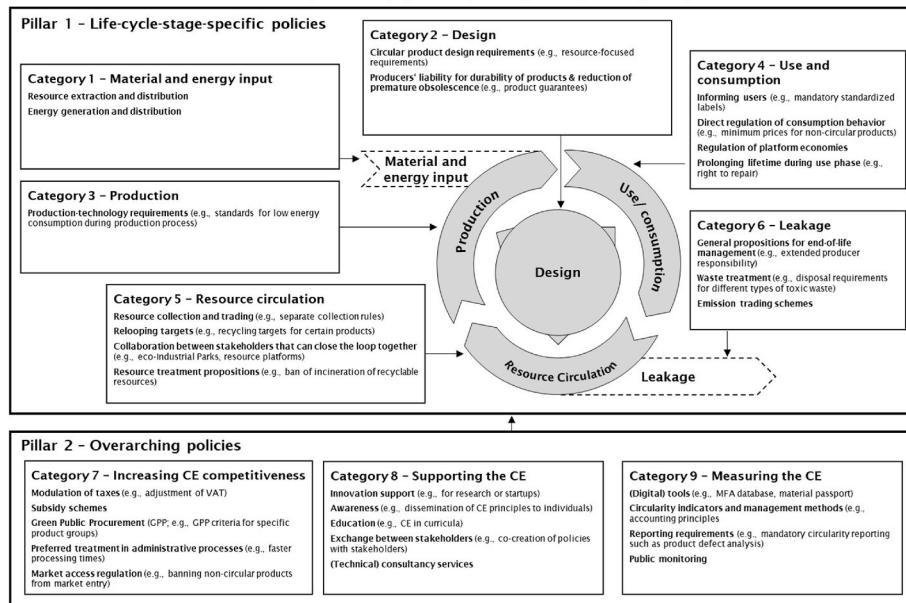 Pillar 1 – Life-cycle-stage-specific policies
Category 1 – Material and energy input
Resource extraction and distribution
Energy generation and distribution
Category 2 – Design
Circular product design requirements (e.g., resource-focused
requirements)
Producers' liability for durability of products & reduction of
premature obsolescence (e.g., product guarantees)
Category 4 – Use and
consumption
Informing users (e.g., mandatory standardized
labels)
Direct regulation of consumption behavior
(e.g., minimum prices for non-circular products)
Regulation of platform economies
Prolonging lifetime during use phase (e.g.,
right to repair)
Material and
energy input
Category 3 – Production
Production-technology requirements (e.g., standards for low energy
consumption during production process)
Production
Use/ consumption
Design
Resource Circulation
Category 6 – Leakage
General propositions for end-of-life
management (e.g., extended producer
responsibility)
Waste treatment (e.g., disposal requirements
for different types of toxic waste)
Emission trading schemes
Category 5 – Resource circulation
Resource collection and trading (e.g., separate collection rules)
Relooping targets (e.g., recycling targets for certain products)
Collaboration between stakeholders that can close the loop together
(e.g., eco-Industrial Parks, resource platforms)
Resource treatment propositions (e.g., ban of incineration of recyclable
resources)
Leakage
Pillar 2 – Overarching policies
Category 7 – Increasing CE competitiveness
Modulation of taxes (e.g., adjustment of VAT)
Subsidy schemes
Green Public Procurement (GPP; e.g., GPP criteria for specific
product groups)
Preferred treatment in administrative processes (e.g., faster
processing times)
Market access regulation (e.g., banning non-circular products
from market entry)
Category 8 – Supporting the CE
Innovation support (e.g., for research or startups)
Awareness (e.g., dissemination of CE principles to individuals)
Education (e.g., CE in curricula)
Exchange between stakeholders (e.g., co-creation of policies
with stakeholders)
(Technical) consultancy services
Category 9 – Measuring the CE
(Digital) tools (e.g., MFA database, material passport)
Circularity indicators and management methods (e.g.,
accounting principles
Reporting requirements (e.g., mandatory circularity reporting
such as product defect analysis)
Public monitoring